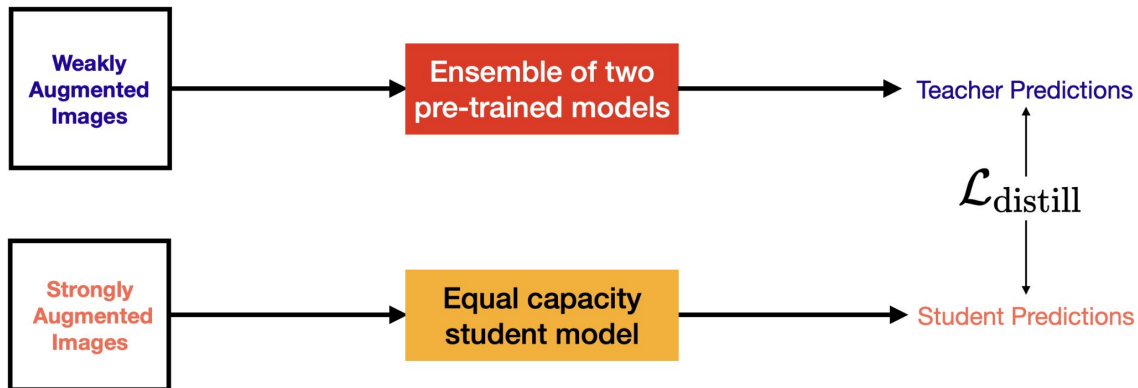 Weakly
Augmented
Images
Ensemble of two
pre-trained models
Teacher Predictions
ℒdistill
Strongly
Augmented
Images
Equal capacity
student model
Student Predictions